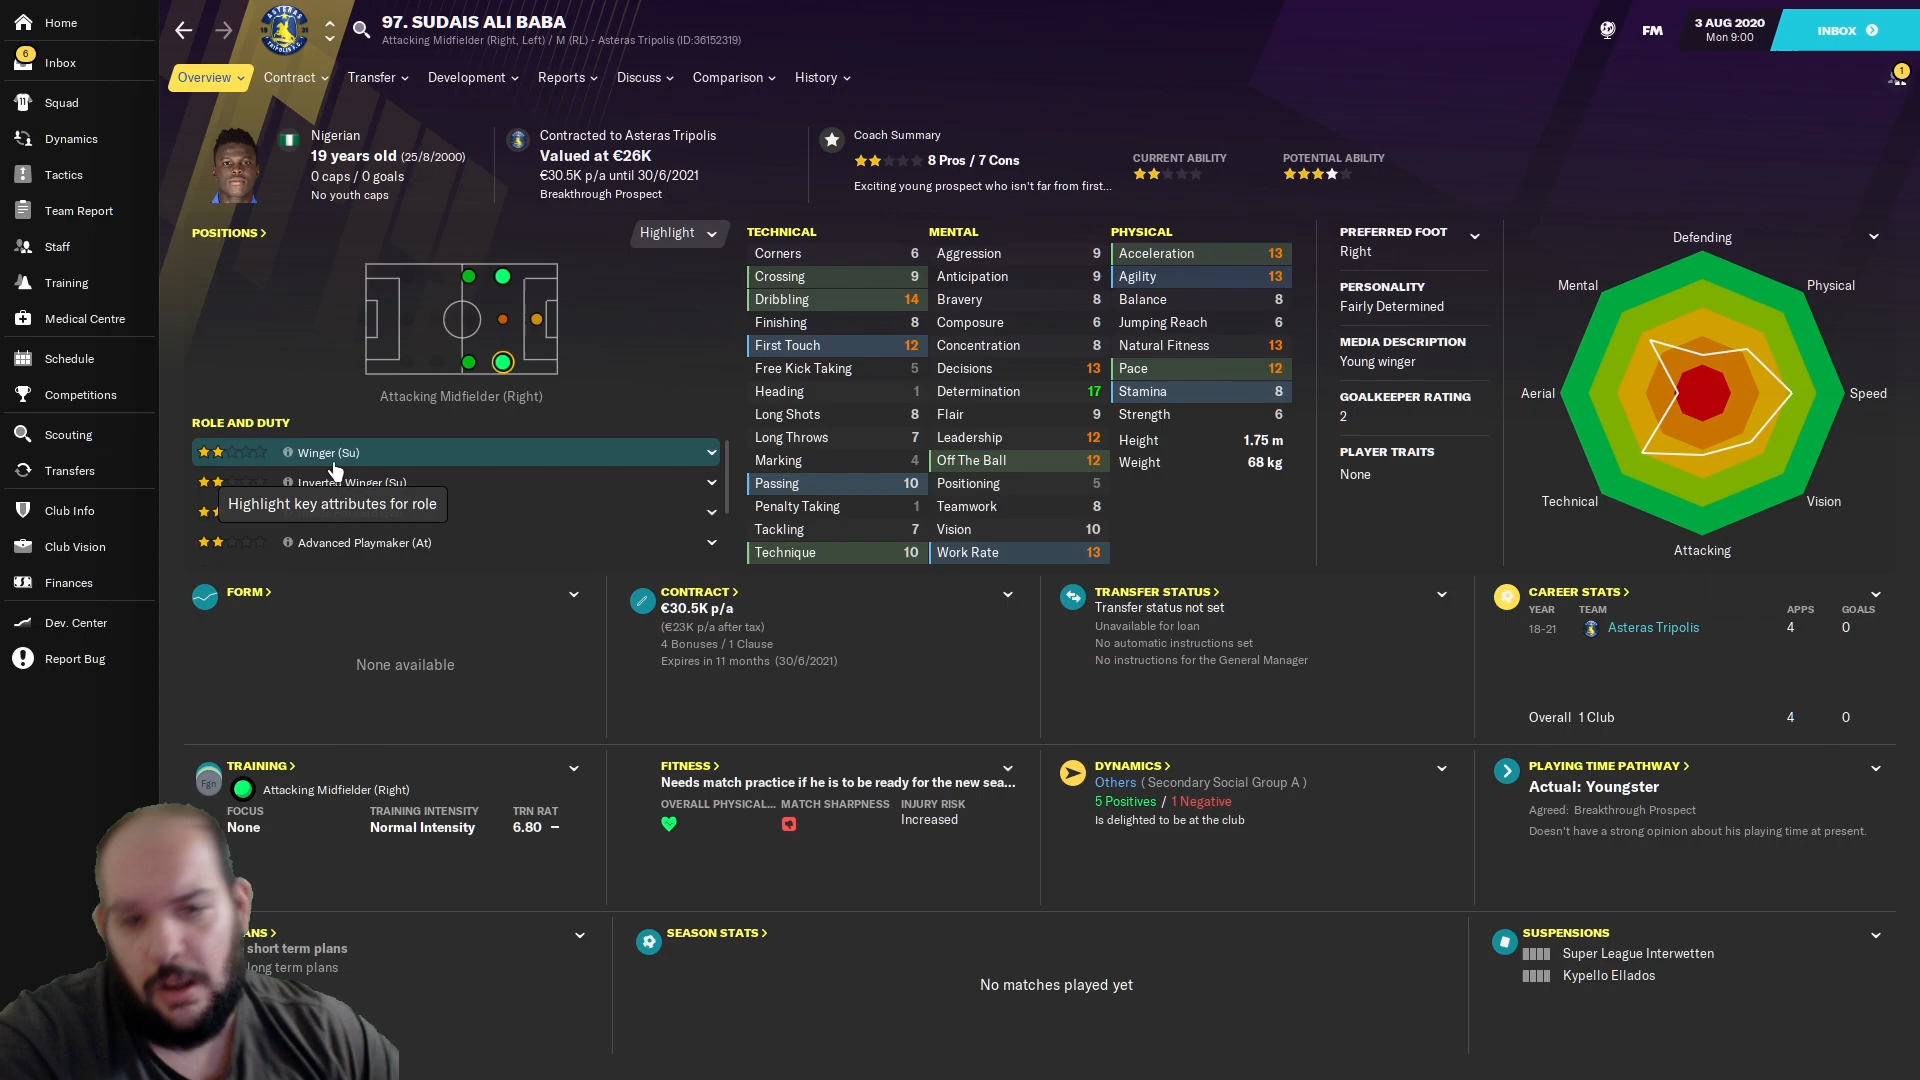 Home
6
Inbox
Squad
Dynamics
Tactics
Team Report
Staff
Training
Medical Centre
Schedule
Competitions
Scouting
Transfers
Club Info
Club Vision
Finances
Dev. Center
Report Bug
97. SUDAIS ALI BABA
Attacking Midfielder (Right, Left) / M (RL) - Asteras Tripolis (ID:36152319)
FM
3 AUG 2020
Mon 9:00
INBOX
1
Overview
Contract
Transfer
Development
Reports
Discuss
Comparison
History
Nigerian
19 years old (25/8/2000)
0 caps / 0 goals
No youth caps
Contracted to Asteras Tripolis
Valued at €26K
€30.5K p/a until 30/6/2021
Breakthrough Prospect
Coach Summary
8 Pros / 7 Cons
Exciting young prospect who isn't far from first...
CURRENT ABILITY
POTENTIAL ABILITY
POSITIONS >
Highlight
Attacking Midfielder (Right)
ROLE AND DUTY
Winger (Su)
Inverted Winger (Su)
Highlight key attributes for role
Advanced Playmaker (At)
TECHNICAL
Corners 6
Crossing 9
Dribbling 14
Finishing 8
First Touch 12
Free Kick Taking 5
Heading 1
Long Shots 8
Long Throws 7
Marking 4
Passing 10
Penalty Taking 1
Tackling 7
Technique 10
MENTAL
Aggression 9
Anticipation 9
Bravery 8
Composure 6
Concentration 8
Decisions 13
Determination 17
Flair 9
Leadership 12
Off The Ball 12
Positioning 5
Teamwork 8
Vision 10
Work Rate 13
PHYSICAL
Acceleration 13
Agility 13
Balance 8
Jumping Reach 6
Natural Fitness 13
Pace 12
Stamina 8
Strength 6
Height 1.75 m
Weight 68 kg
PREFERRED FOOT
Right
PERSONALITY
Fairly Determined
MEDIA DESCRIPTION
Young winger
GOALKEEPER RATING
2
PLAYER TRAITS
None
Defending
Physical
Speed
Vision
Attacking
Technical
Aerial
Mental
FORM >
None available
CONTRACT >
€30.5K p/a
(€23K p/a after tax)
4 Bonuses / 1 Clause
Expires in 11 months (30/6/2021)
TRANSFER STATUS >
Transfer status not set
Unavailable for loan
No automatic instructions set
No instructions for the General Manager
CAREER STATS >
YEAR TEAM APPS GOALS
18-21 Asteras Tripolis 4 0
Overall 1 Club 4 0
TRAINING >
Fgn
Attacking Midfielder (Right)
FOCUS
None
TRAINING INTENSITY
Normal Intensity
TRN RAT
6.80 –
FITNESS >
Needs match practice if he is to be ready for the new sea...
OVERALL PHYSICAL...
MATCH SHARPNESS
INJURY RISK
Increased
DYNAMICS >
Others ( Secondary Social Group A )
5 Positives / 1 Negative
Is delighted to be at the club
PLAYING TIME PATHWAY >
Actual: Youngster
Agreed: Breakthrough Prospect
Doesn't have a strong opinion about his playing time at present.
ANS >
short term plans
long term plans
SEASON STATS >
No matches played yet
SUSPENSIONS
Super League Interwetten
Kypello Ellados